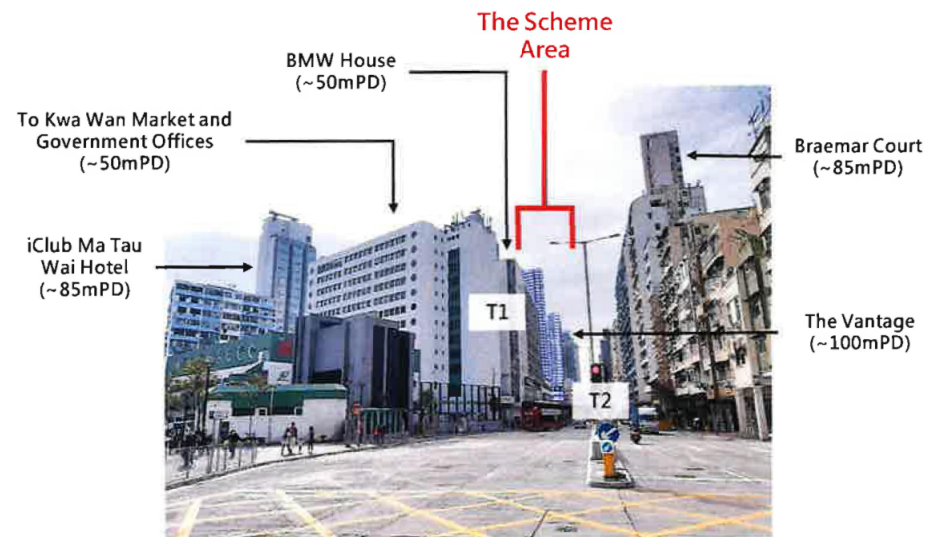 The Scheme
Area
BMW House
(~50mPD)
To Kwa Wan Market and
Government Offices
(~50mPD)
Braemar Court
(~85mPD)
iClub Ma Tau
Wai Hotel
(~85mPD)
T1
The Vantage
(~100mPD)
T2